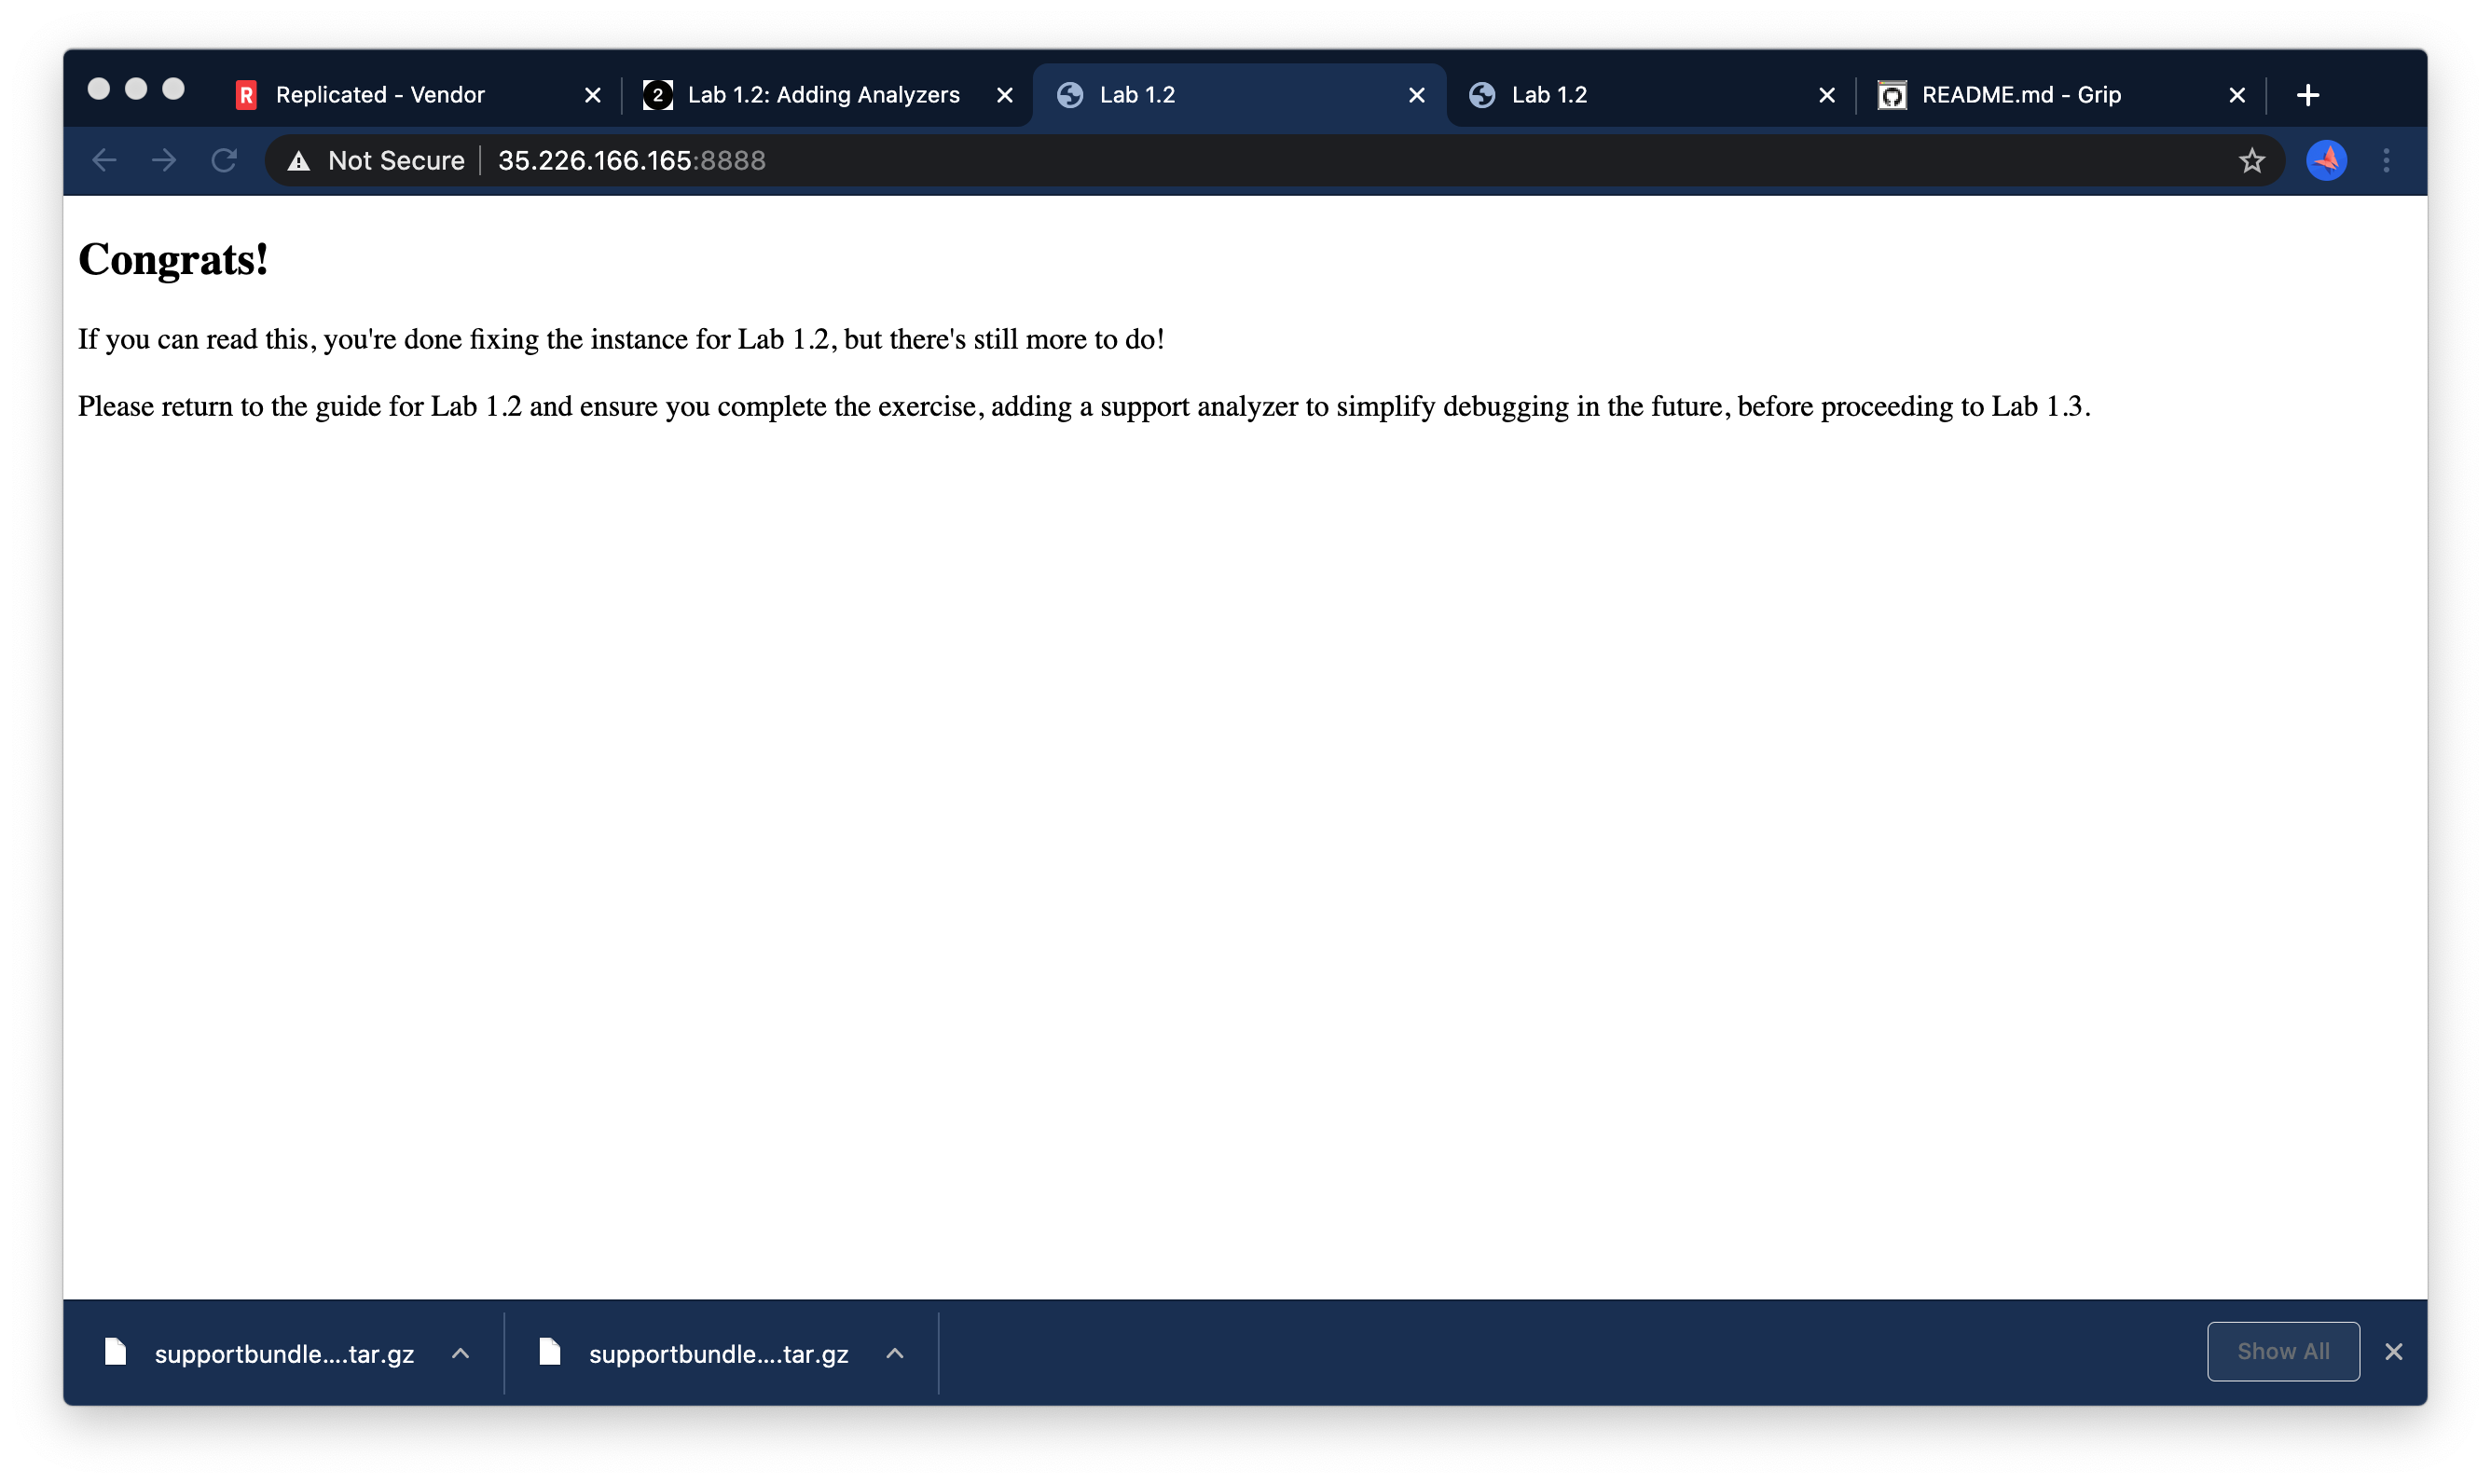 R Replicated - Vendor
2 Lab 1.2: Adding Analyzers
Lab 1.2
Lab 1.2
README.md - Grip
Not Secure 35.226.166.165:8888
Congrats!
If you can read this, you're done fixing the instance for Lab 1.2, but there's still more to do!
Please return to the guide for Lab 1.2 and ensure you complete the exercise, adding a support analyzer to simplify debugging in the future, before proceeding to Lab 1.3.
supportbundle....tar.gz
supportbundle....tar.gz
Show All